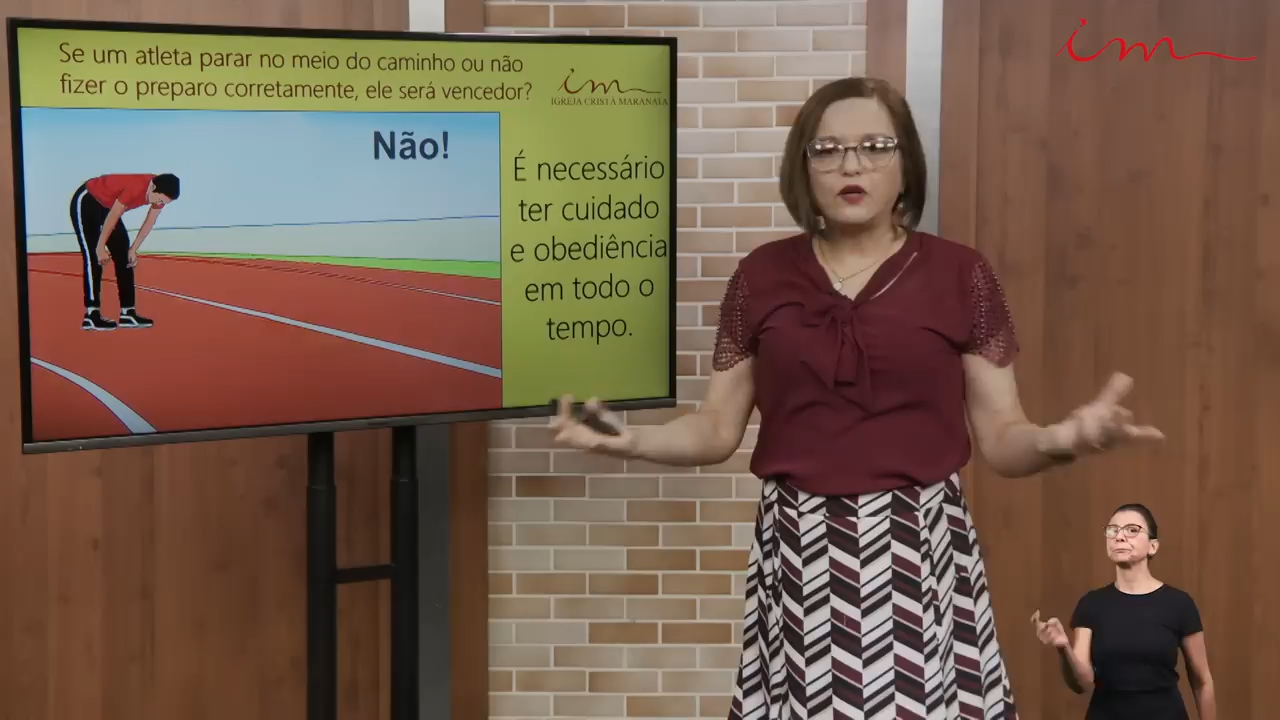 Se um atleta parar no meio do caminho ou não
fizer o preparo corretamente, ele será vencedor?
im
IGREJA CRISTÃ MARANATA
Não!
É necessário
ter cuidado
e obediência
em todo o
tempo.
im